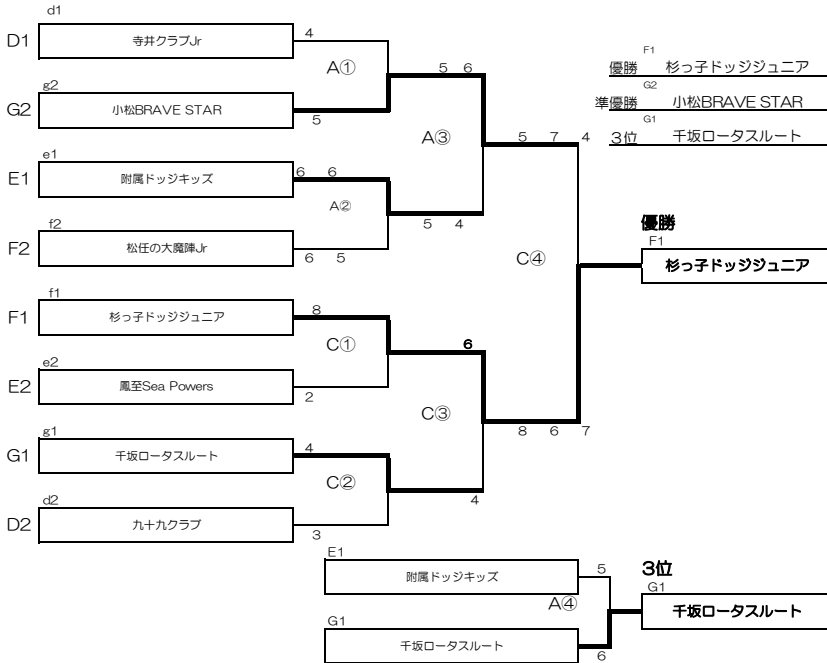 d1
D1 寺井クラブJr 4
A①
g2
G2 小松BRAVE STAR 5
5 6
A③
e1
E1 附属ドッジキッズ 6 6
A②
f2
F2 松任の大魔陣Jr 6 5
5 4
5 7 4
C④
f1
F1 杉っ子ドッジジュニア 8
C①
e2
E2 鳳至Sea Powers 2
6
C③
g1
G1 千坂ロータスルート 4
C②
d2
D2 九十九クラブ 3
4
8 6 7
F1
優勝 杉っ子ドッジジュニア
G2
準優勝 小松BRAVE STAR
G1
3位 千坂ロータスルート
優勝
F1
杉っ子ドッジジュニア
E1
附属ドッジキッズ 5
A④
G1
千坂ロータスルート 6
3位
G1
千坂ロータスルート